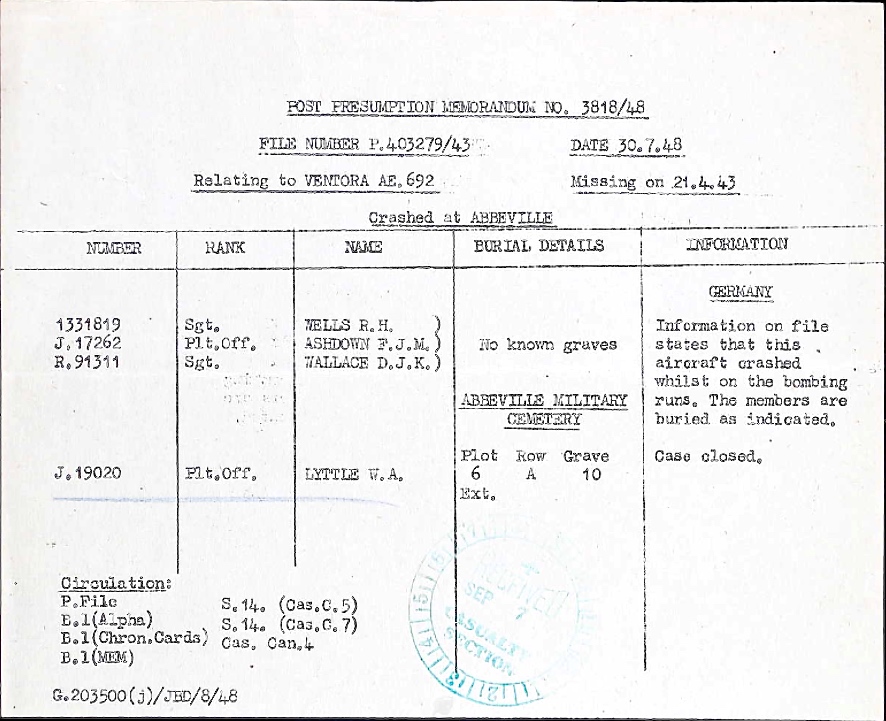 POST PRESUMPTION MEMORANDUM NO. 3818/48
FILE NUMBER P.403279/43 DATE 30.7.48
Relating to VENTORA AE.692 Missing on 21.4.43
Crashed at ABBEVILLE
NUMBER RANK NAME BURIAL DETAILS INFORMATION
GERMANY
1331819 Sgt. WELLS R.H. ) Information on file
J.17262 Plt.Off. ASHDOWN F.J.M.) No known graves states that this
R.91311 Sgt. WALLACE D.J.K.) aircraft crashed
whilst on the bombing
ABBEVILLE MILITARY runs. The members are
CEMETERY buried as indicated.
Plot Row Grave Case closed.
J.19020 Plt.Off. LYTTLE W.A. 6 A 10
Ext.
Circulation:
P.File S.14. (Cas.C.5)
B.1(Alpha) S.14. (Cas.C.7)
B.1(Chron.Cards) Cas. Can.4
B.1(MEM)
G.203500(j)/JBD/8/48
RECEIVED
SEP 7
CASUALTY
SECTION